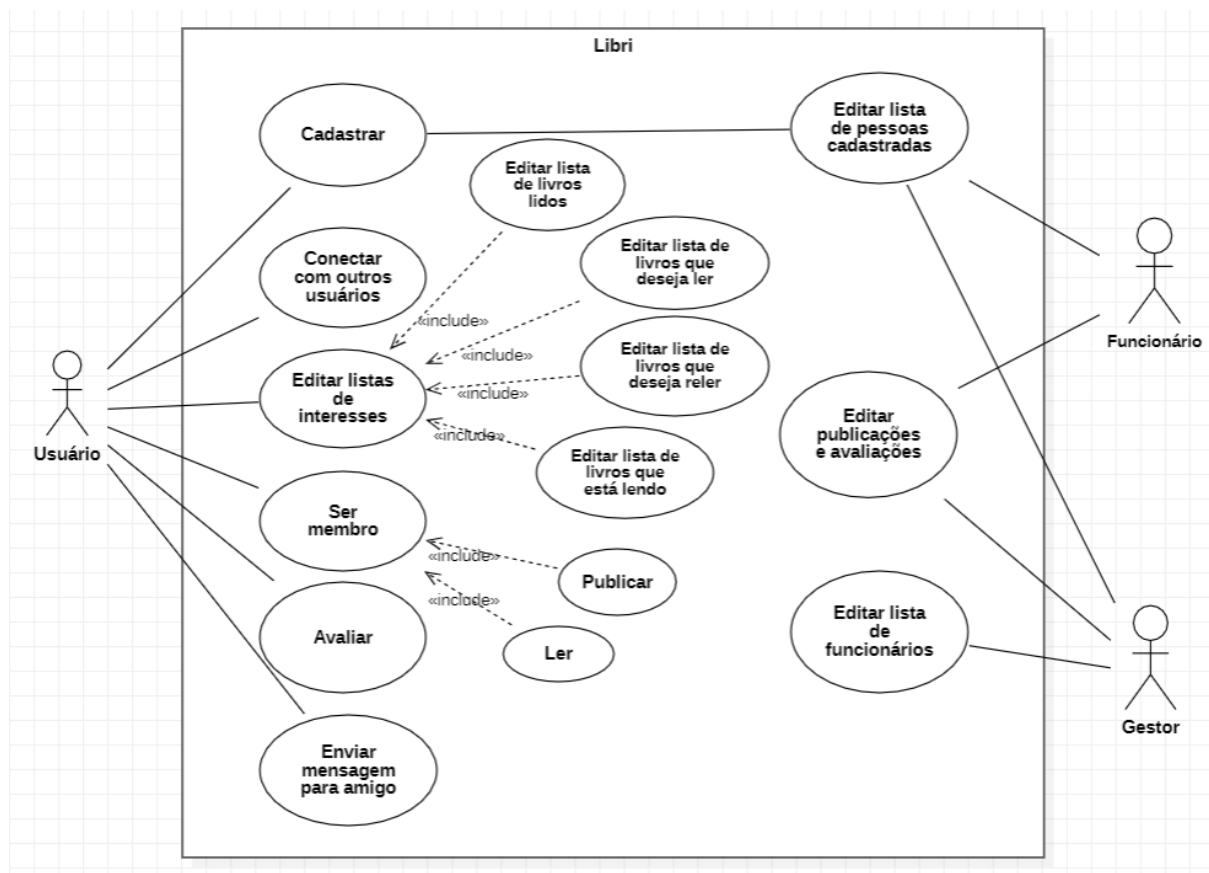 Libri
Cadastrar
Editar lista
de pessoas
cadastradas
Editar lista
de livros
lidos
Conectar
com outros
usuários
Editar lista de
livros que
deseja ler
«include»
«include»
Funcionário
Editar listas
de
interesses
Editar lista de
livros que
deseja reler
«include»
«include»
Usuário
Editar
publicações
e avaliações
Editar lista de
livros que
está lendo
Ser
membro
«include»
Publicar
«include»
Editar lista
de
funcionários
Avaliar
Ler
Gestor
Enviar
mensagem
para amigo